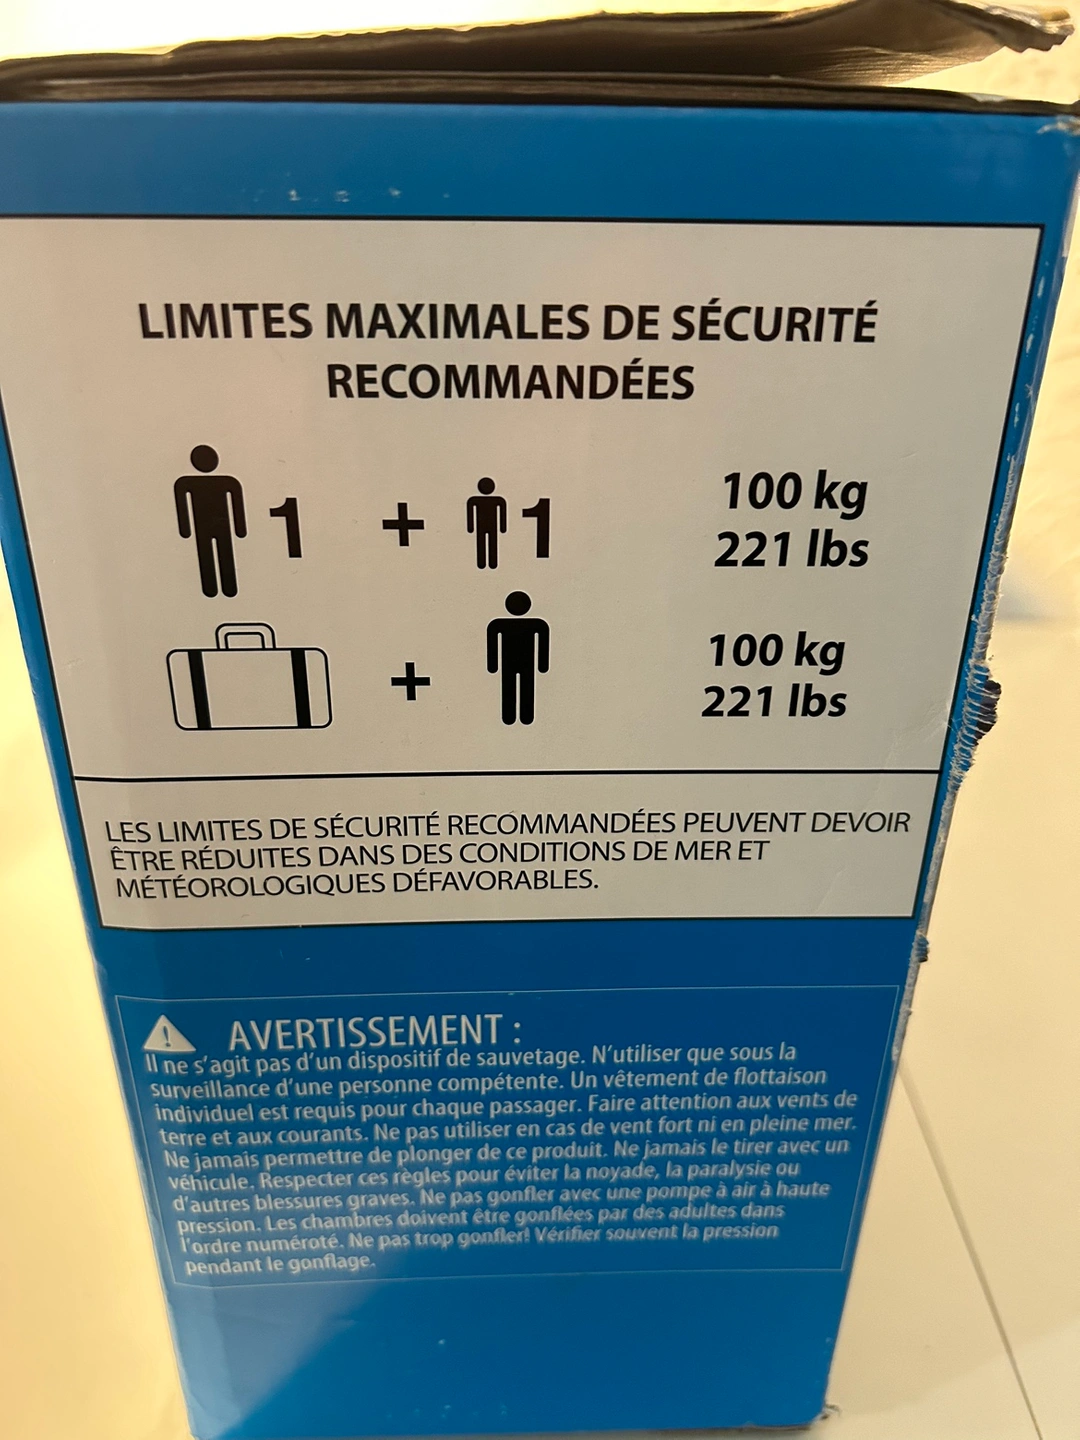 LIMITES MAXIMALES DE SÉCURITÉ
RECOMMANDÉES
1 + 1 100 kg
221 lbs
+ 100 kg
221 lbs
LES LIMITES DE SÉCURITÉ RECOMMANDÉES PEUVENT DEVOIR
ÊTRE RÉDUITES DANS DES CONDITIONS DE MER ET
MÉTÉOROLOGIQUES DÉFAVORABLES.
AVERTISSEMENT :
Il ne s'agit pas d'un dispositif de sauvetage. N'utiliser que sous la
surveillance d'une personne compétente. Un vêtement de flottaison
individuel est requis pour chaque passager. Faire attention aux vents de
terre et aux courants. Ne pas utiliser en cas de vent fort ni en pleine mer.
Ne jamais permettre de plonger de ce produit. Ne jamais le tirer avec un
véhicule. Respecter ces règles pour éviter la noyade, la paralysie ou
d'autres blessures graves. Ne pas gonfler avec une pompe à air à haute
pression. Les chambres doivent être gonflées par des adultes dans
l'ordre numéroté. Ne pas trop gonfler! Vérifier souvent la pression
pendant le gonflage.